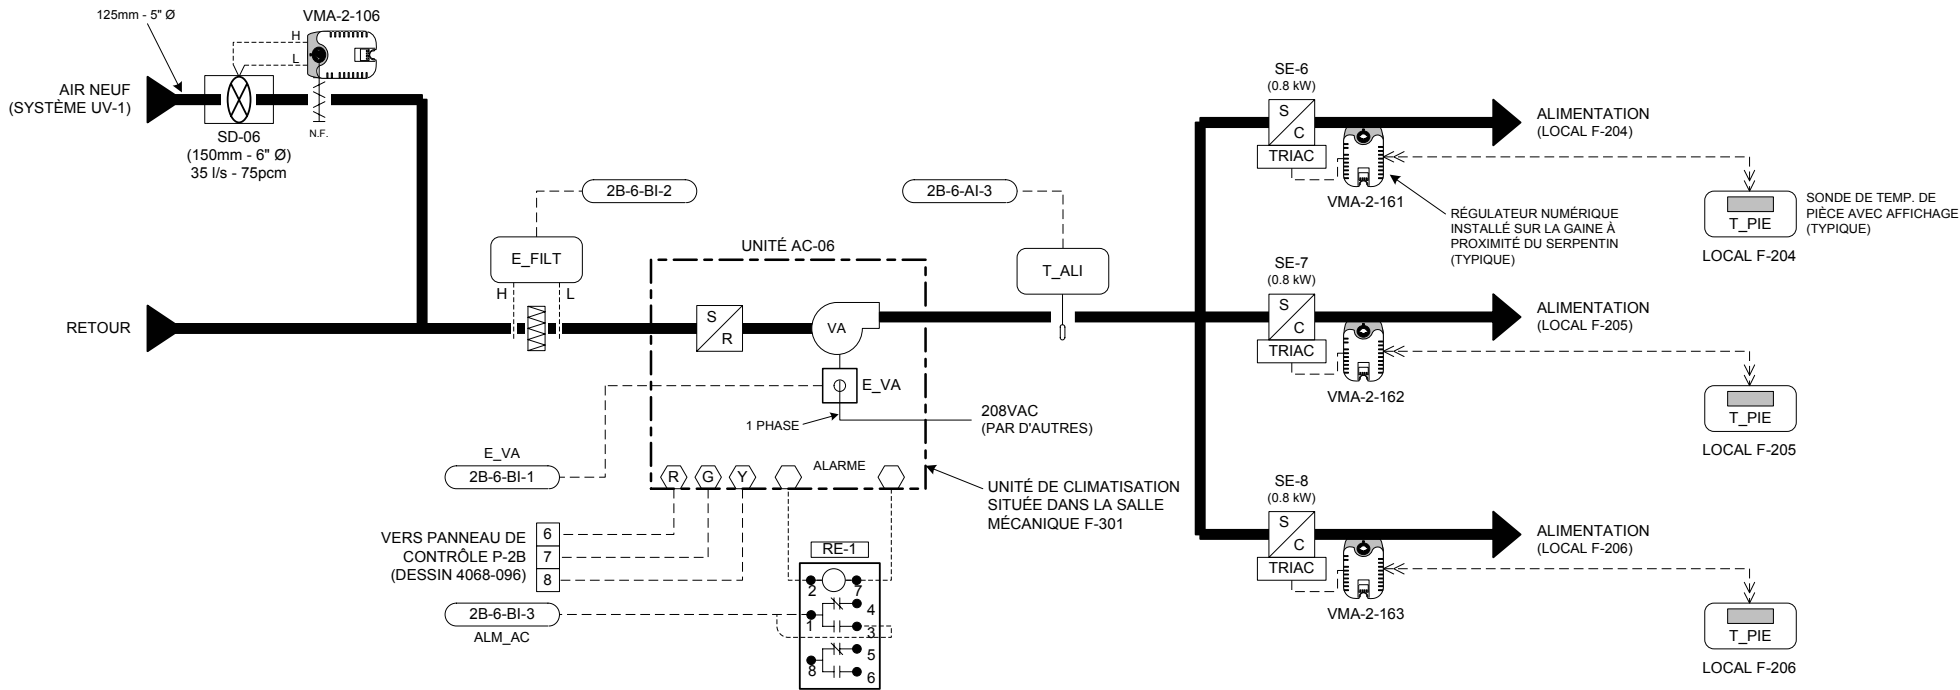 125mm - 5" Ø
VMA-2-106
H
L
AIR NEUF
(SYSTÈME UV-1)
SD-06
(150mm - 6" Ø)
35 l/s - 75pcm
N.F.
2B-6-BI-2
E_FILT
H
L
RETOUR
UNITÉ AC-06
S
R
VA
E_VA
1 PHASE
208VAC
(PAR D'AUTRES)
2B-6-AI-3
T_ALI
E_VA
2B-6-BI-1
R
G
Y
ALARME
UNITÉ DE CLIMATISATION
SITUÉE DANS LA SALLE
MÉCANIQUE F-301
VERS PANNEAU DE
CONTRÔLE P-2B
(DESSIN 4068-096)
6
7
8
2B-6-BI-3
ALM_AC
RE-1
2
7
4
1
3
5
8
6
SE-6
(0.8 kW)
S
C
TRIAC
VMA-2-161
ALIMENTATION
(LOCAL F-204)
RÉGULATEUR NUMÉRIQUE
INSTALLÉ SUR LA GAINE À
PROXIMITÉ DU SERPENTIN
(TYPIQUE)
T_PIE
LOCAL F-204
SONDE DE TEMP. DE
PIÈCE AVEC AFFICHAGE
(TYPIQUE)
SE-7
(0.8 kW)
S
C
TRIAC
VMA-2-162
ALIMENTATION
(LOCAL F-205)
T_PIE
LOCAL F-205
SE-8
(0.8 kW)
S
C
TRIAC
VMA-2-163
ALIMENTATION
(LOCAL F-206)
T_PIE
LOCAL F-206